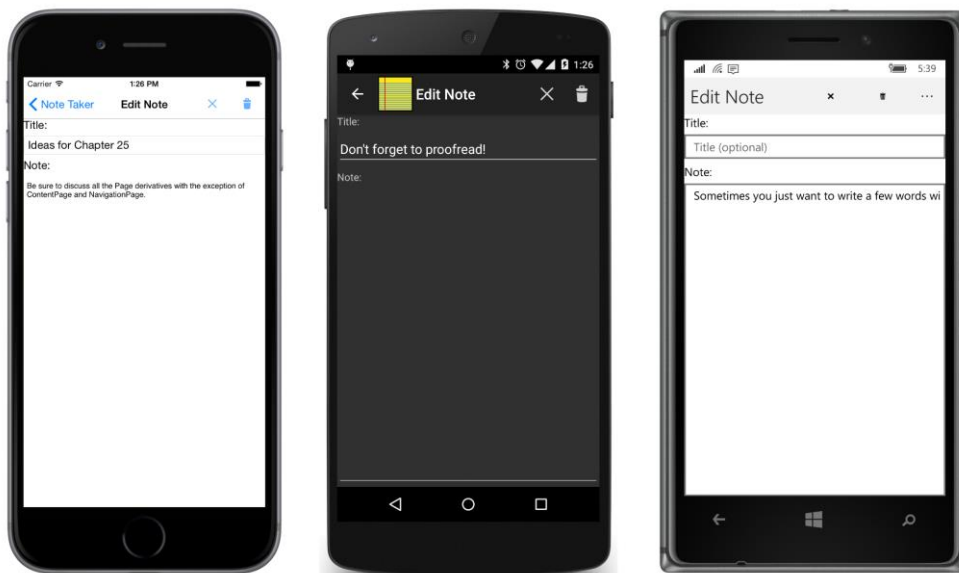 Carrier 1:26 PM
Note Taker Edit Note
Title:
Ideas for Chapter 25
Note:
Be sure to discuss all the Page derivatives with the exception of
ContentPage and NavigationPage.
1:26
Edit Note
Title:
Don't forget to proofread!
Note:
5:39
Edit Note
Title:
Title (optional)
Note:
Sometimes you just want to write a few words wi